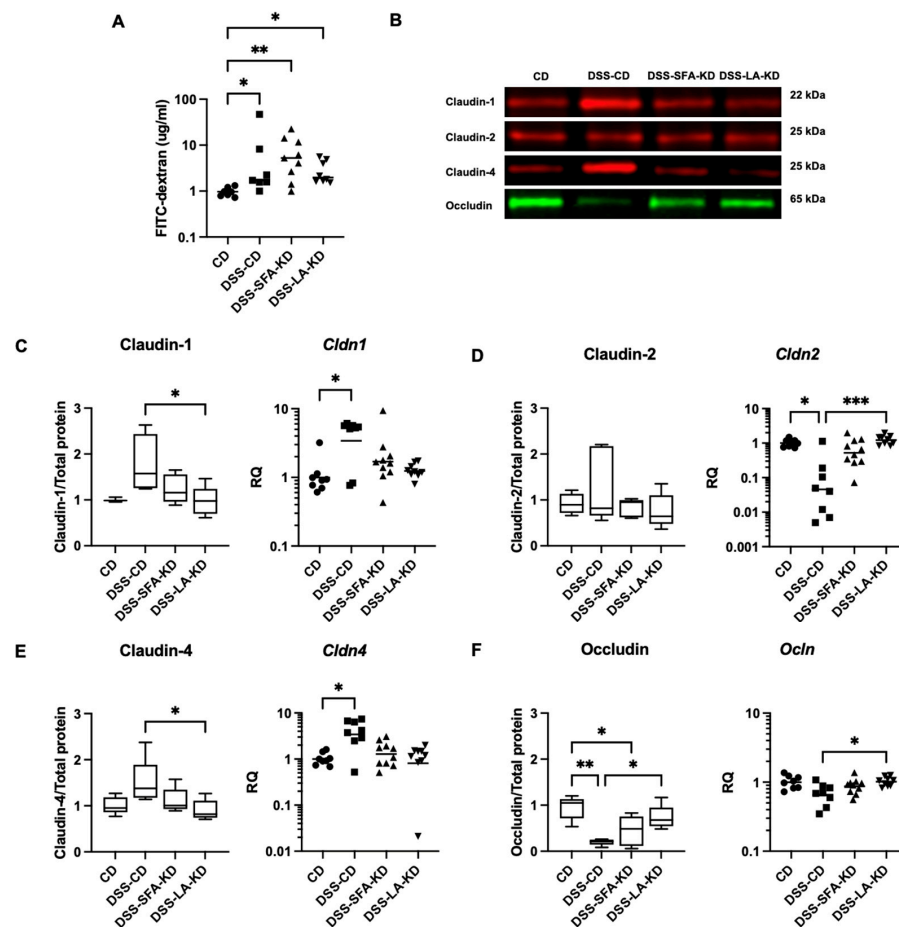 A
*
**
*
FITC-dextran (ug/ml)
100
10
1
0.1
CD
DSS-CD
DSS-SFA-KD
DSS-LA-KD
B
CD DSS-CD DSS-SFA-KD DSS-LA-KD
Claudin-1 22 kDa
Claudin-2 25 kDa
Claudin-4 25 kDa
Occludin 65 kDa
C
Claudin-1
*
Claudin-1/Total protein
3
2
1
0
CD
DSS-CD
DSS-SFA-KD
DSS-LA-KD
Cldn1
*
RQ
10
1
0.1
CD
DSS-CD
DSS-SFA-KD
DSS-LA-KD
D
Claudin-2
Claudin-2/Total protein
3
2
1
0
CD
DSS-CD
DSS-SFA-KD
DSS-LA-KD
Cldn2
* ***
RQ
10
1
0.1
0.01
0.001
CD
DSS-CD
DSS-SFA-KD
DSS-LA-KD
E
Claudin-4
*
Claudin-4/Total protein
3
2
1
0
CD
DSS-CD
DSS-SFA-KD
DSS-LA-KD
Cldn4
*
RQ
10
1
0.1
0.01
CD
DSS-CD
DSS-SFA-KD
DSS-LA-KD
F
Occludin
*
** *
Occludin/Total protein
3
2
1
0
CD
DSS-CD
DSS-SFA-KD
DSS-LA-KD
Ocln
*
RQ
10
1
0.1
CD
DSS-CD
DSS-SFA-KD
DSS-LA-KD